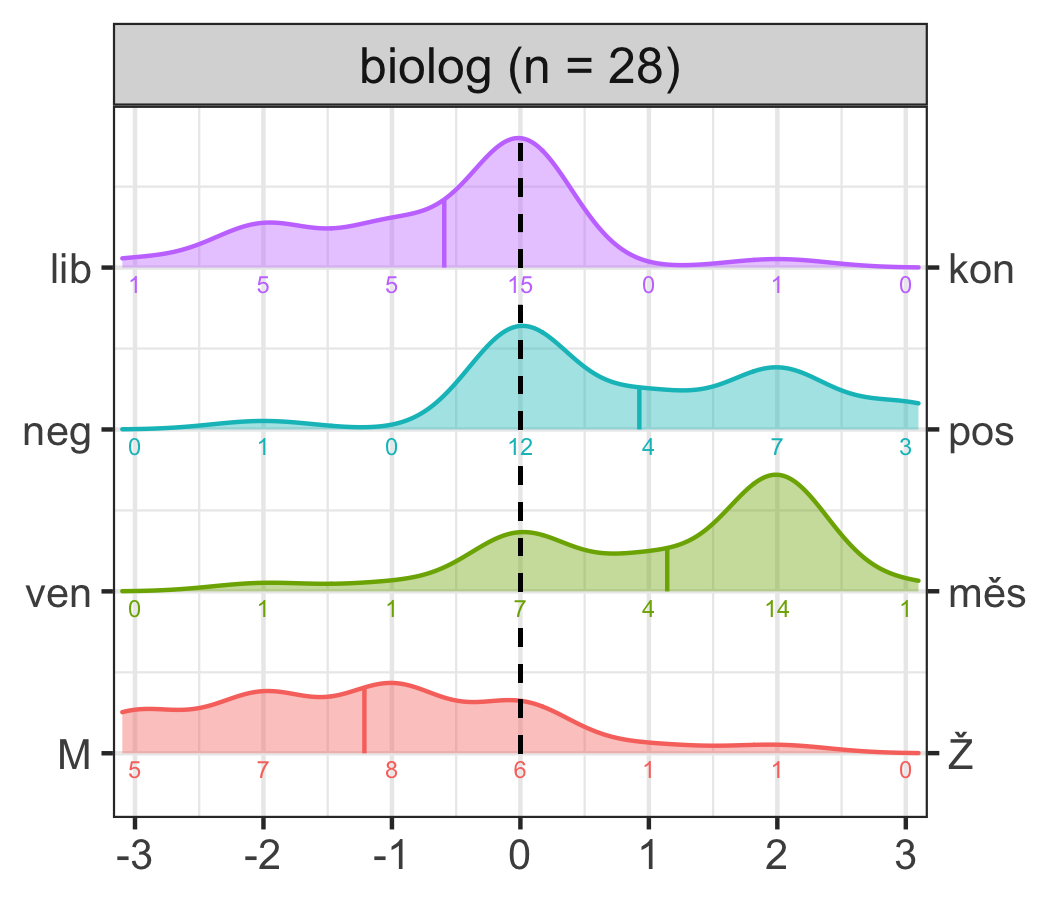 biolog (n = 28)
lib kon
1 5 5 15 0 1 0
neg pos
0 1 0 12 4 7 3
ven měs
0 1 1 7 4 14 1
M Ž
5 7 8 6 1 1 0
-3 -2 -1 0 1 2 3